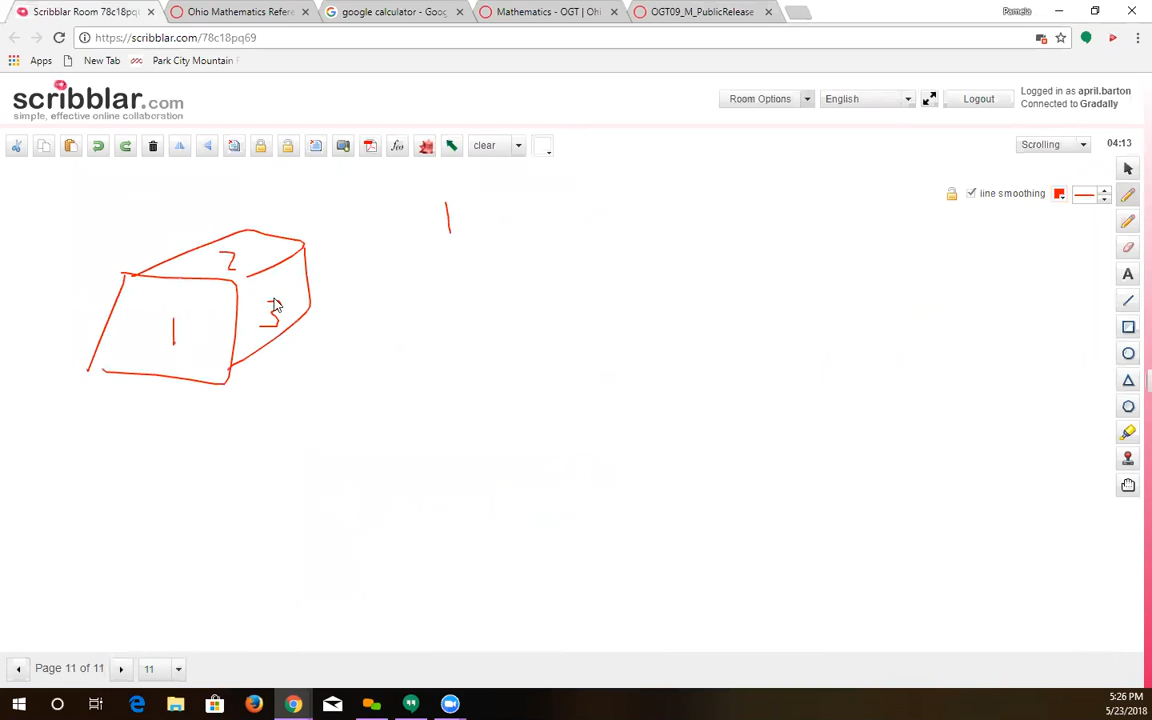 Scribblar Room 78c18pq
Ohio Mathematics Refere
google calculator - Goog
Mathematics - OGT | Ohi
OGT09_M_PublicRelease
Pamela
https://scribblar.com/78c18pq69
Apps
New Tab
Park City Mountain
scribblar.com
simple, effective online collaboration
Room Options
English
Logout
Logged in as april.barton
Connected to Gradally
clear
Scrolling
04:13
line smoothing
1
2
3
1
Page 11 of 11
11
5:26 PM
5/23/2018